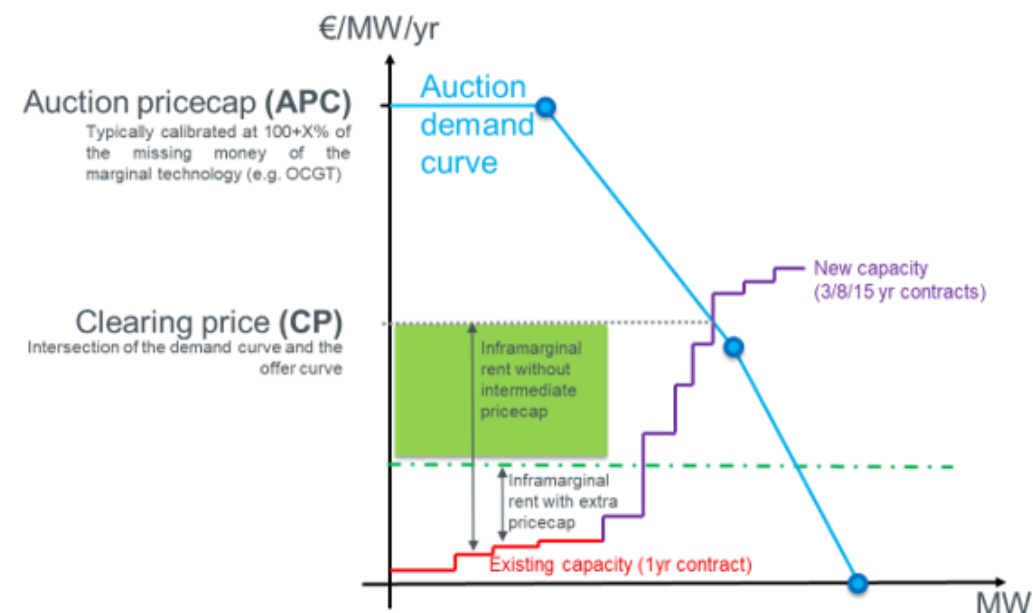 €/MW/yr
Auction pricecap (APC)
Typically calibrated at 100+X% of
the missing money of the
marginal technology (e.g. OCGT)
Auction
demand
curve
New capacity
(3/8/15 yr contracts)
Clearing price (CP)
Intersection of the demand curve and the
offer curve
Inframarginal
rent without
intermediate
pricecap
Inframarginal
rent with extra
pricecap
Existing capacity (1yr contract)
MW